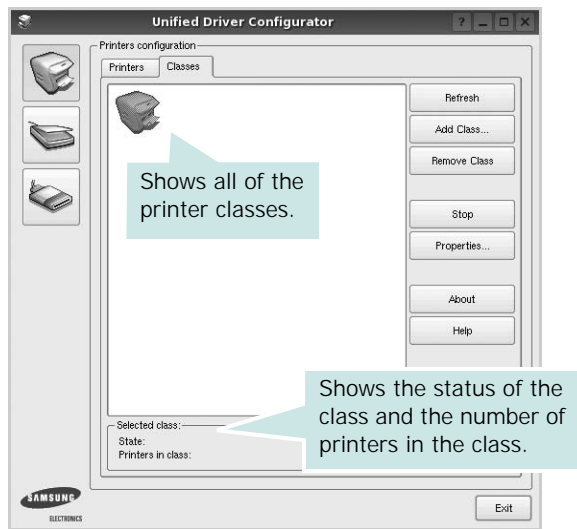 Unified Driver Configurator
Printers configuration
Printers
Classes
Refresh
Add Class...
Remove Class
Shows all of the
printer classes.
Stop
Properties...
About
Help
Shows the status of the
class and the number of
printers in the class.
Selected class:
State:
Printers in class:
SAMSUNG
ELECTRONICS
Exit